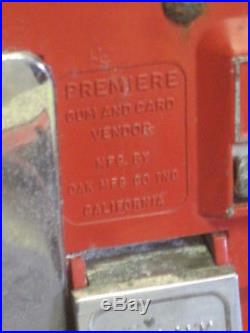 PREMIERE
GUM AND CARD
VENDOR
MFG. BY
OAK MFG CO INC
CALIFORNIA